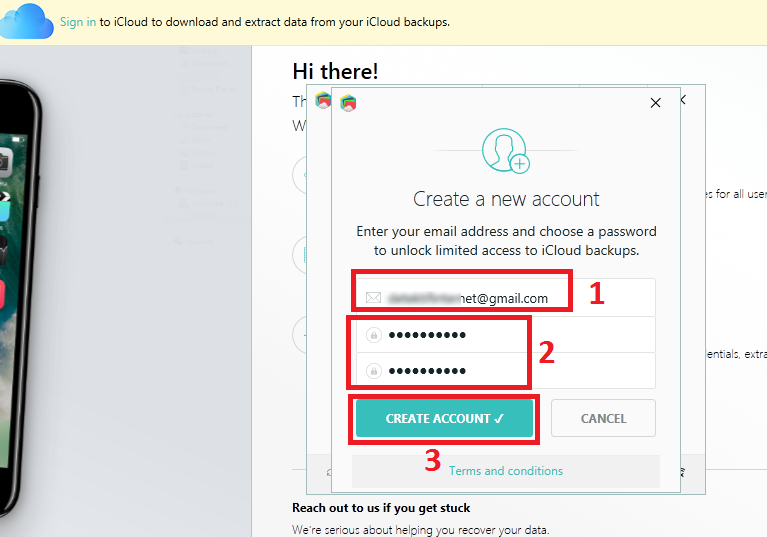 Sign in to iCloud to download and extract data from your iCloud backups.
Hi there!
Th
W
Create a new account
s for all user
Enter your email address and choose a password
to unlock limited access to iCloud backups.
net@gmail.com
1
●●●●●●●●●●
2
●●●●●●●●●●
entials, extra
CREATE ACCOUNT ✓
CANCEL
3
Terms and conditions
Reach out to us if you get stuck
We're serious about helping you recover your data.